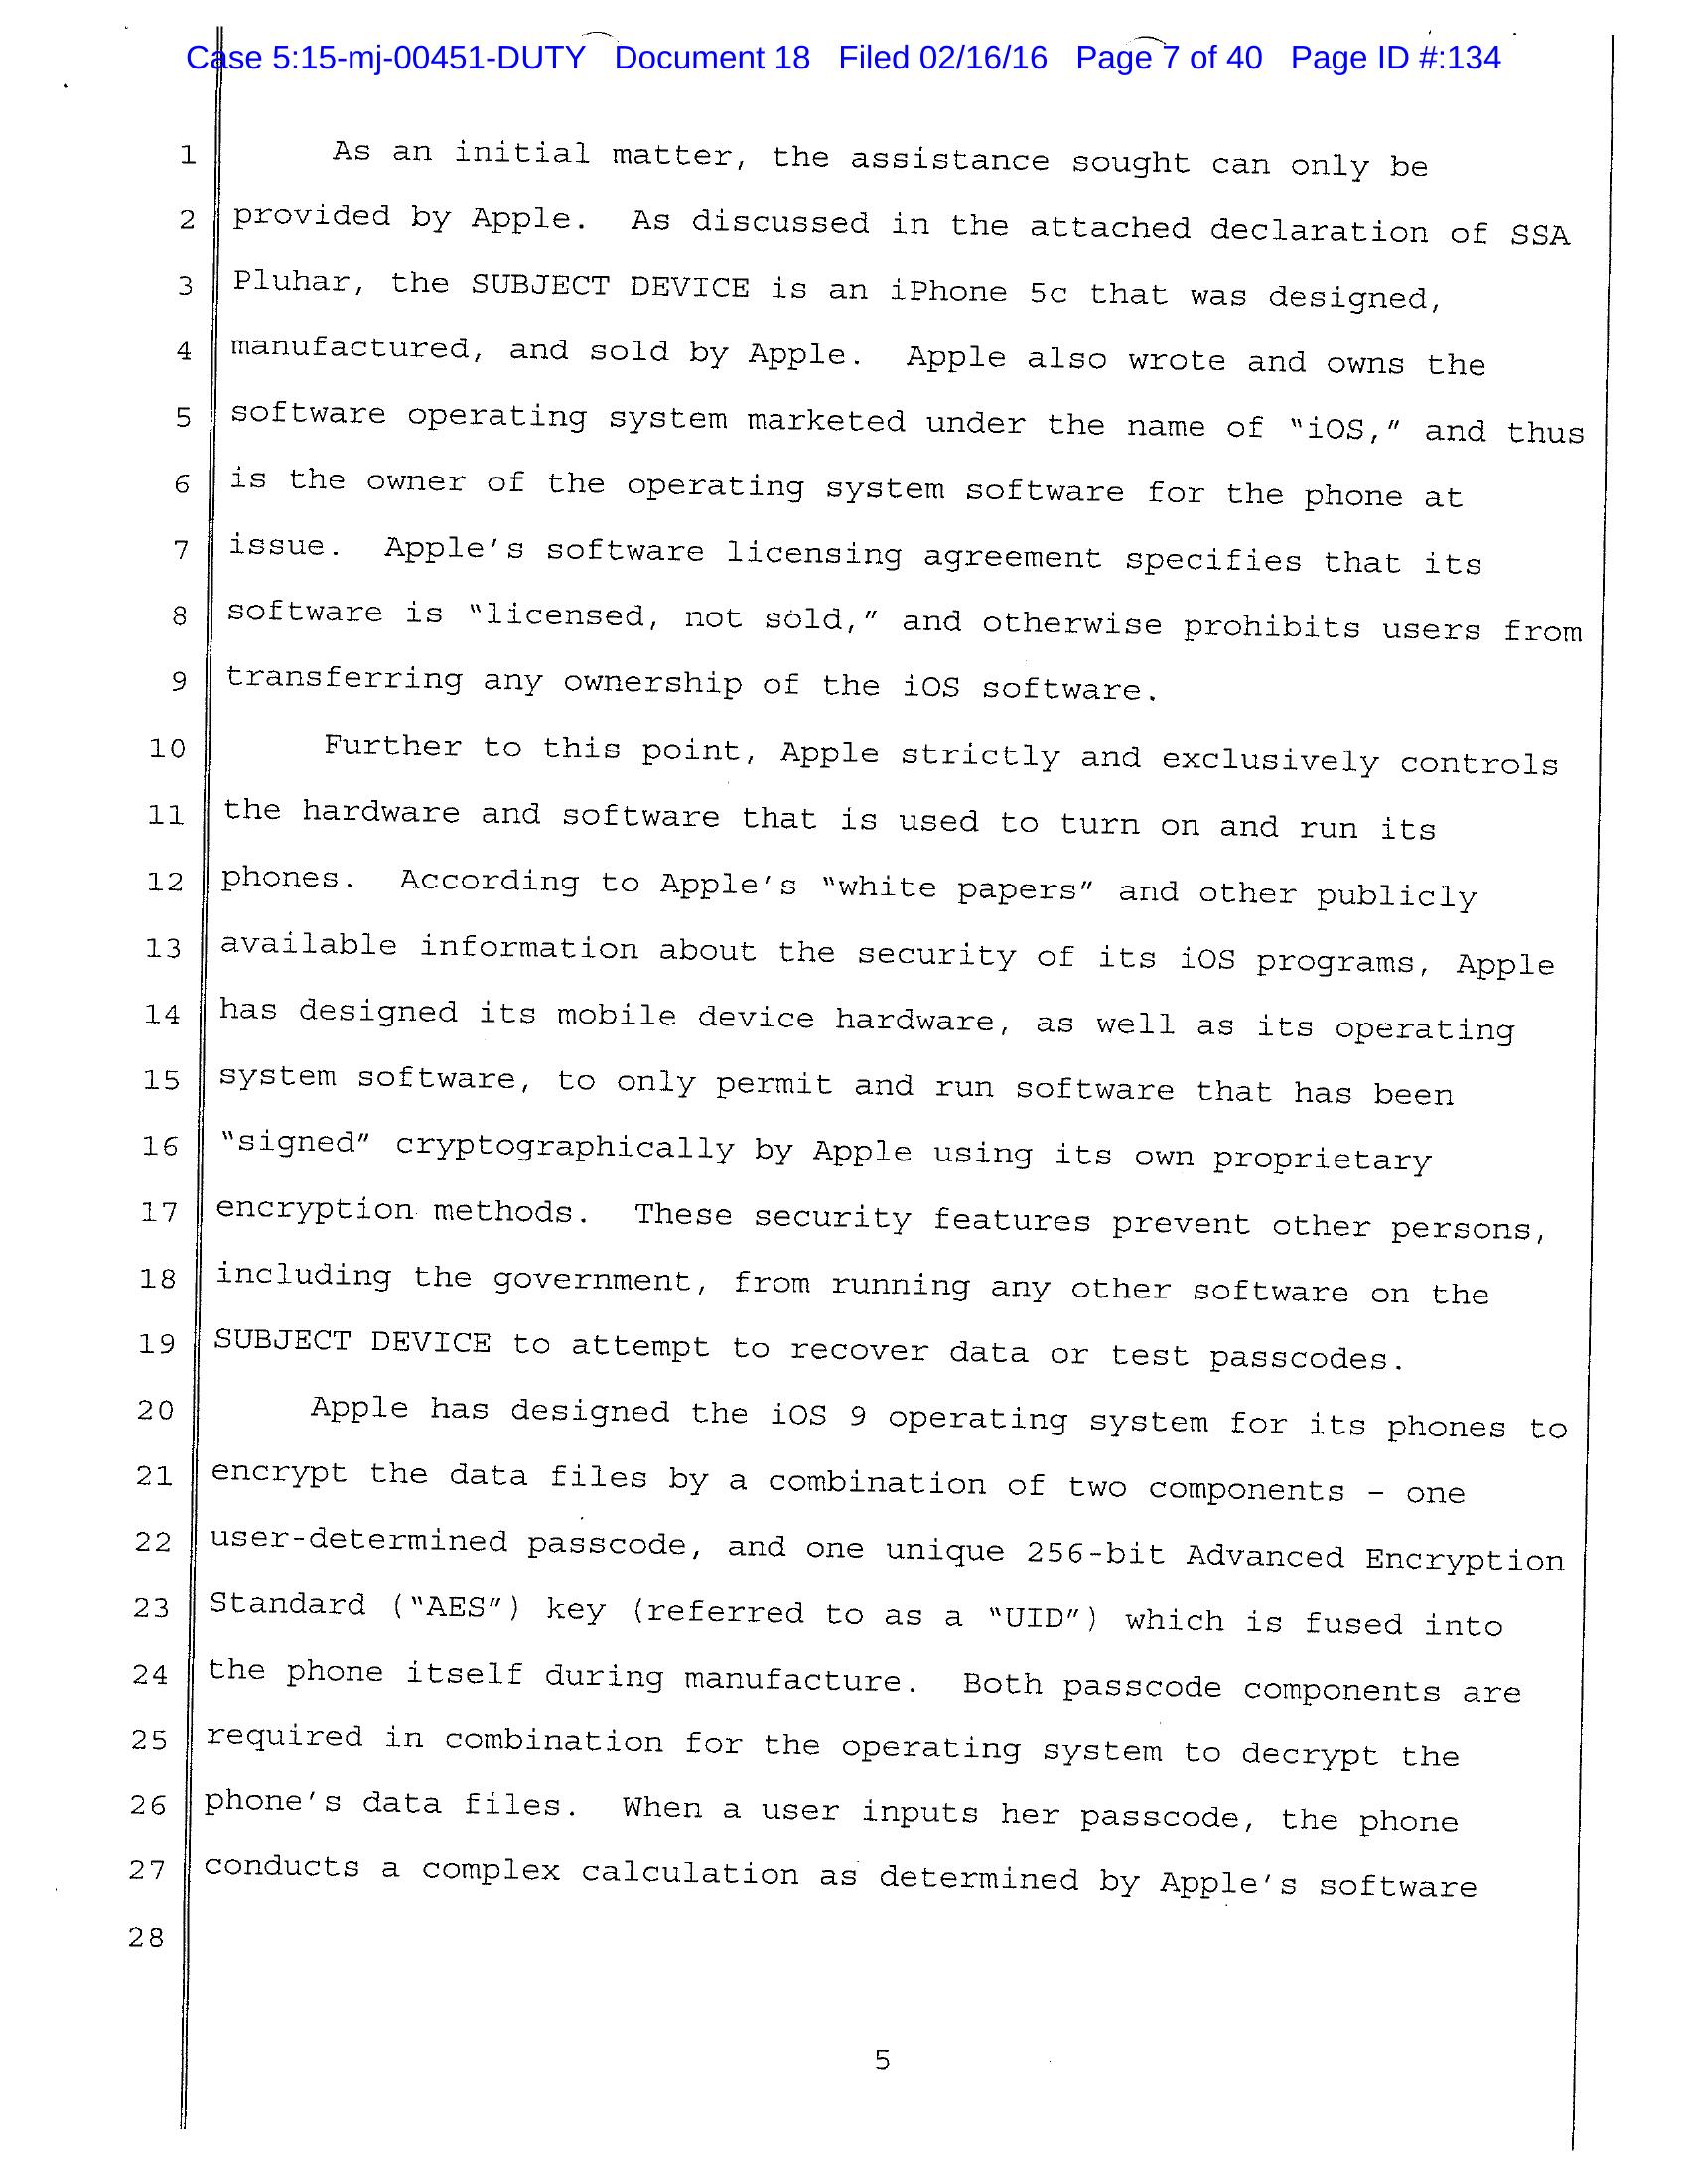 Case 5:15-mj-00451-DUTY Document 18 Filed 02/16/16 Page 7 of 40 Page ID #:134
1 As an initial matter, the assistance sought can only be
2 provided by Apple. As discussed in the attached declaration of SSA
3 Pluhar, the SUBJECT DEVICE is an iPhone 5c that was designed,
4 manufactured, and sold by Apple. Apple also wrote and owns the
5 software operating system marketed under the name of “iOS,” and thus
6 is the owner of the operating system software for the phone at
7 issue. Apple’s software licensing agreement specifies that its
8 software is “licensed, not sold,” and otherwise prohibits users from
9 transferring any ownership of the iOS software.
10 Further to this point, Apple strictly and exclusively controls
11 the hardware and software that is used to turn on and run its
12 phones. According to Apple’s “white papers” and other publicly
13 available information about the security of its iOS programs, Apple
14 has designed its mobile device hardware, as well as its operating
15 system software, to only permit and run software that has been
16 “signed” cryptographically by Apple using its own proprietary
17 encryption methods. These security features prevent other persons,
18 including the government, from running any other software on the
19 SUBJECT DEVICE to attempt to recover data or test passcodes.
20 Apple has designed the iOS 9 operating system for its phones to
21 encrypt the data files by a combination of two components – one
22 user-determined passcode, and one unique 256-bit Advanced Encryption
23 Standard (“AES”) key (referred to as a “UID”) which is fused into
24 the phone itself during manufacture. Both passcode components are
25 required in combination for the operating system to decrypt the
26 phone’s data files. When a user inputs her passcode, the phone
27 conducts a complex calculation as determined by Apple’s software
28
5